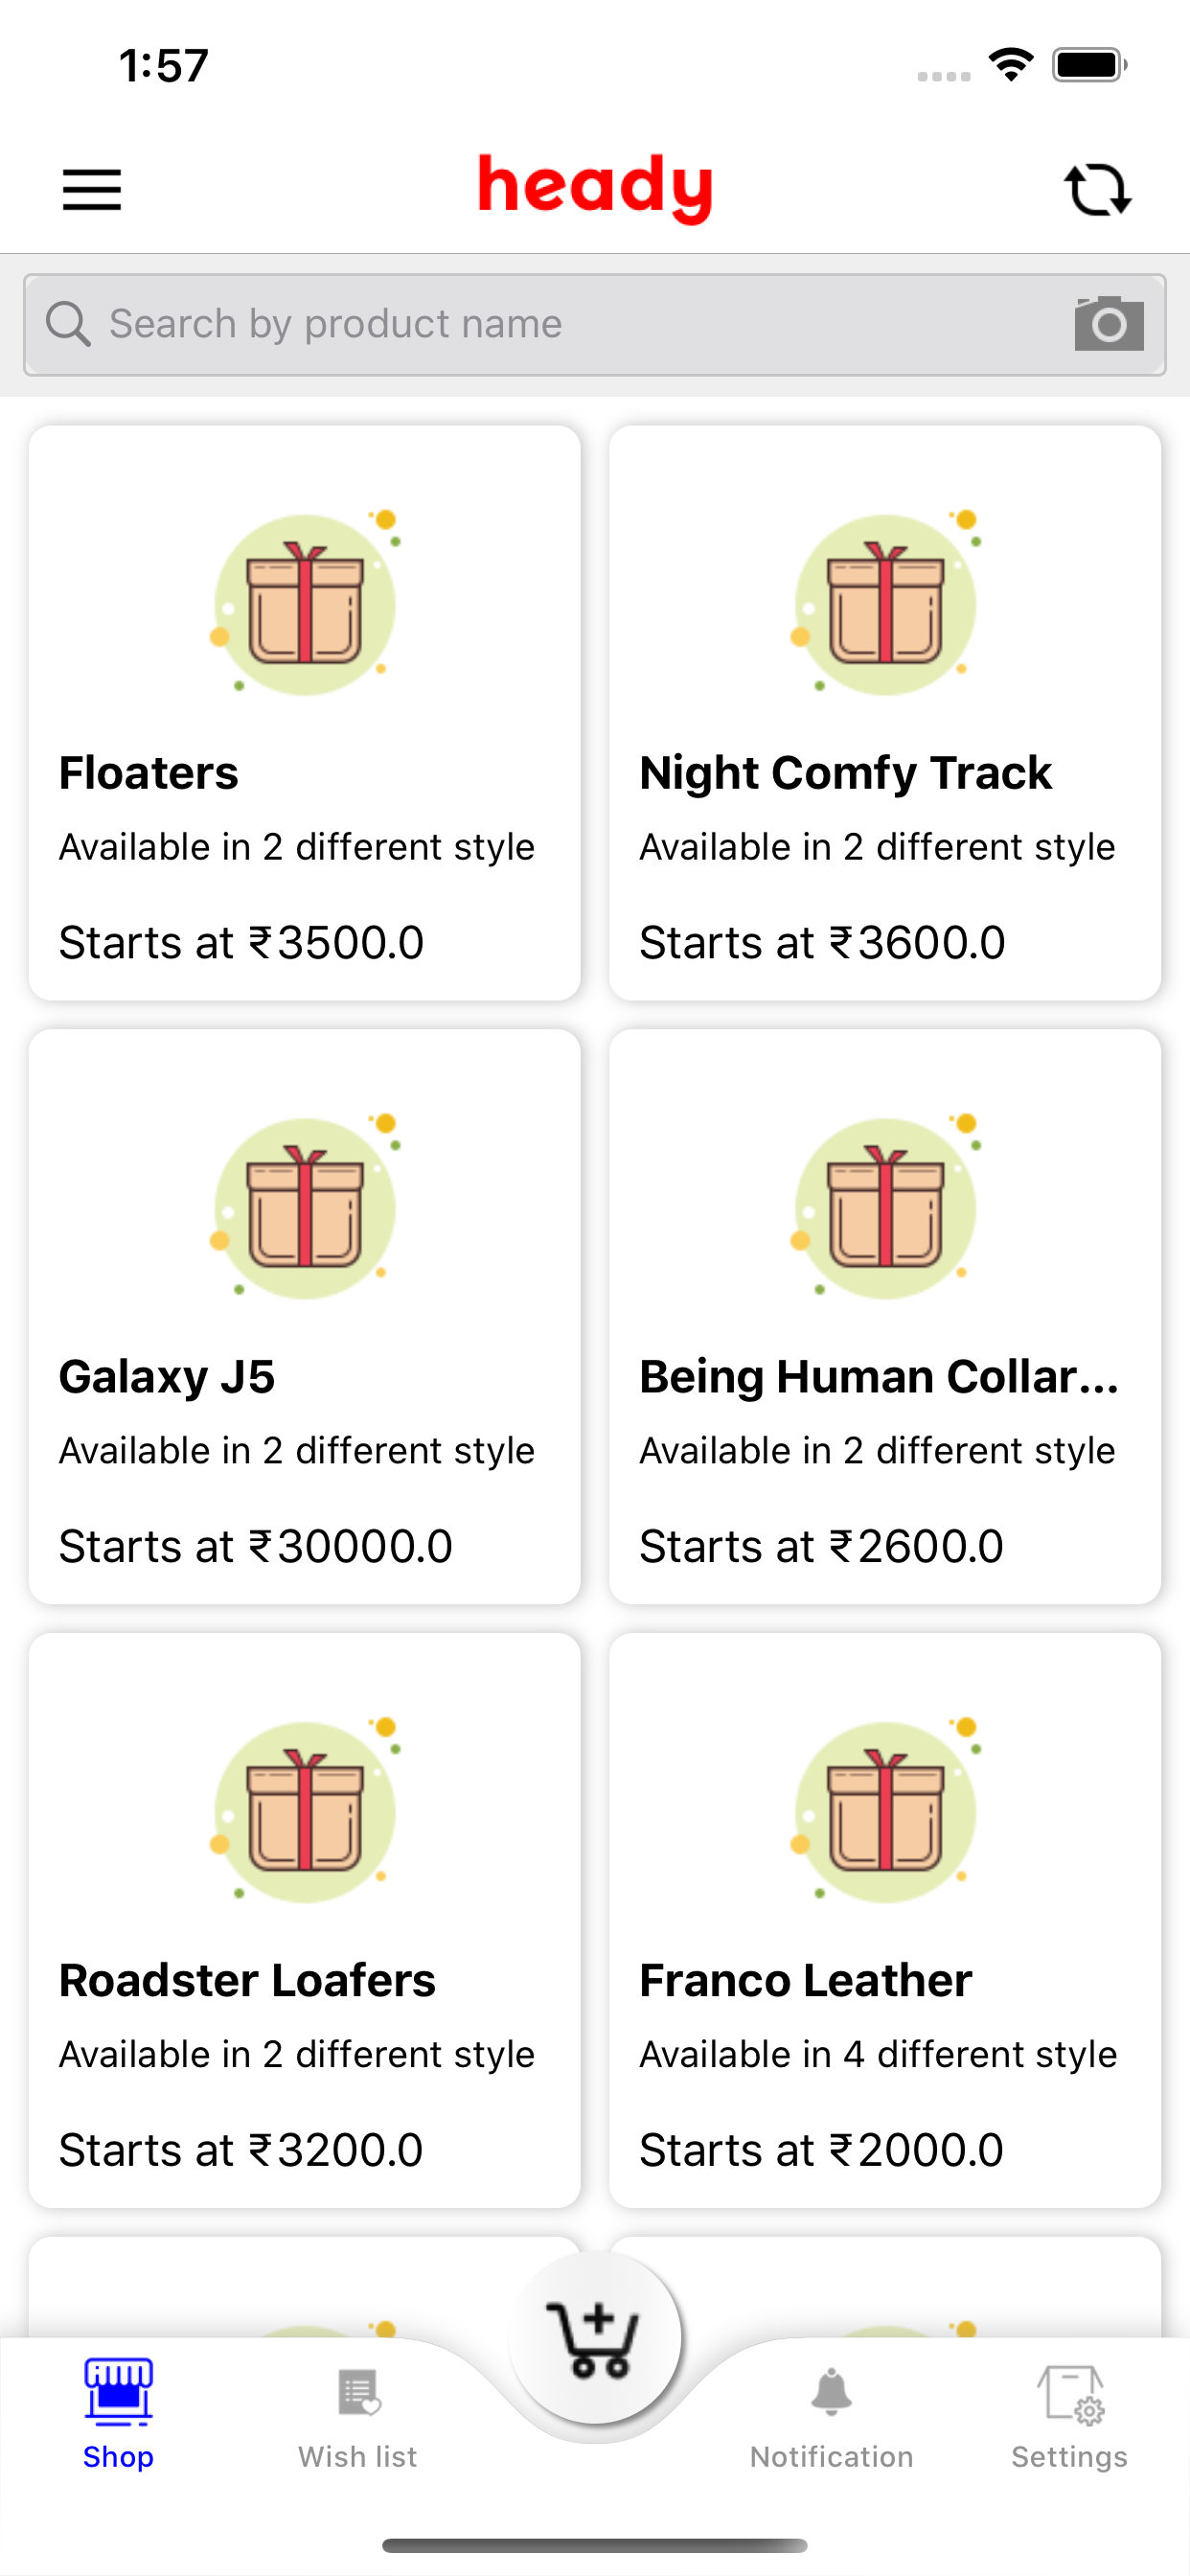 1:57
heady
Search by product name
Floaters
Available in 2 different style
Starts at ₹3500.0
Night Comfy Track
Available in 2 different style
Starts at ₹3600.0
Galaxy J5
Available in 2 different style
Starts at ₹30000.0
Being Human Collar...
Available in 2 different style
Starts at ₹2600.0
Roadster Loafers
Available in 2 different style
Starts at ₹3200.0
Franco Leather
Available in 4 different style
Starts at ₹2000.0
Shop
Wish list
Notification
Settings